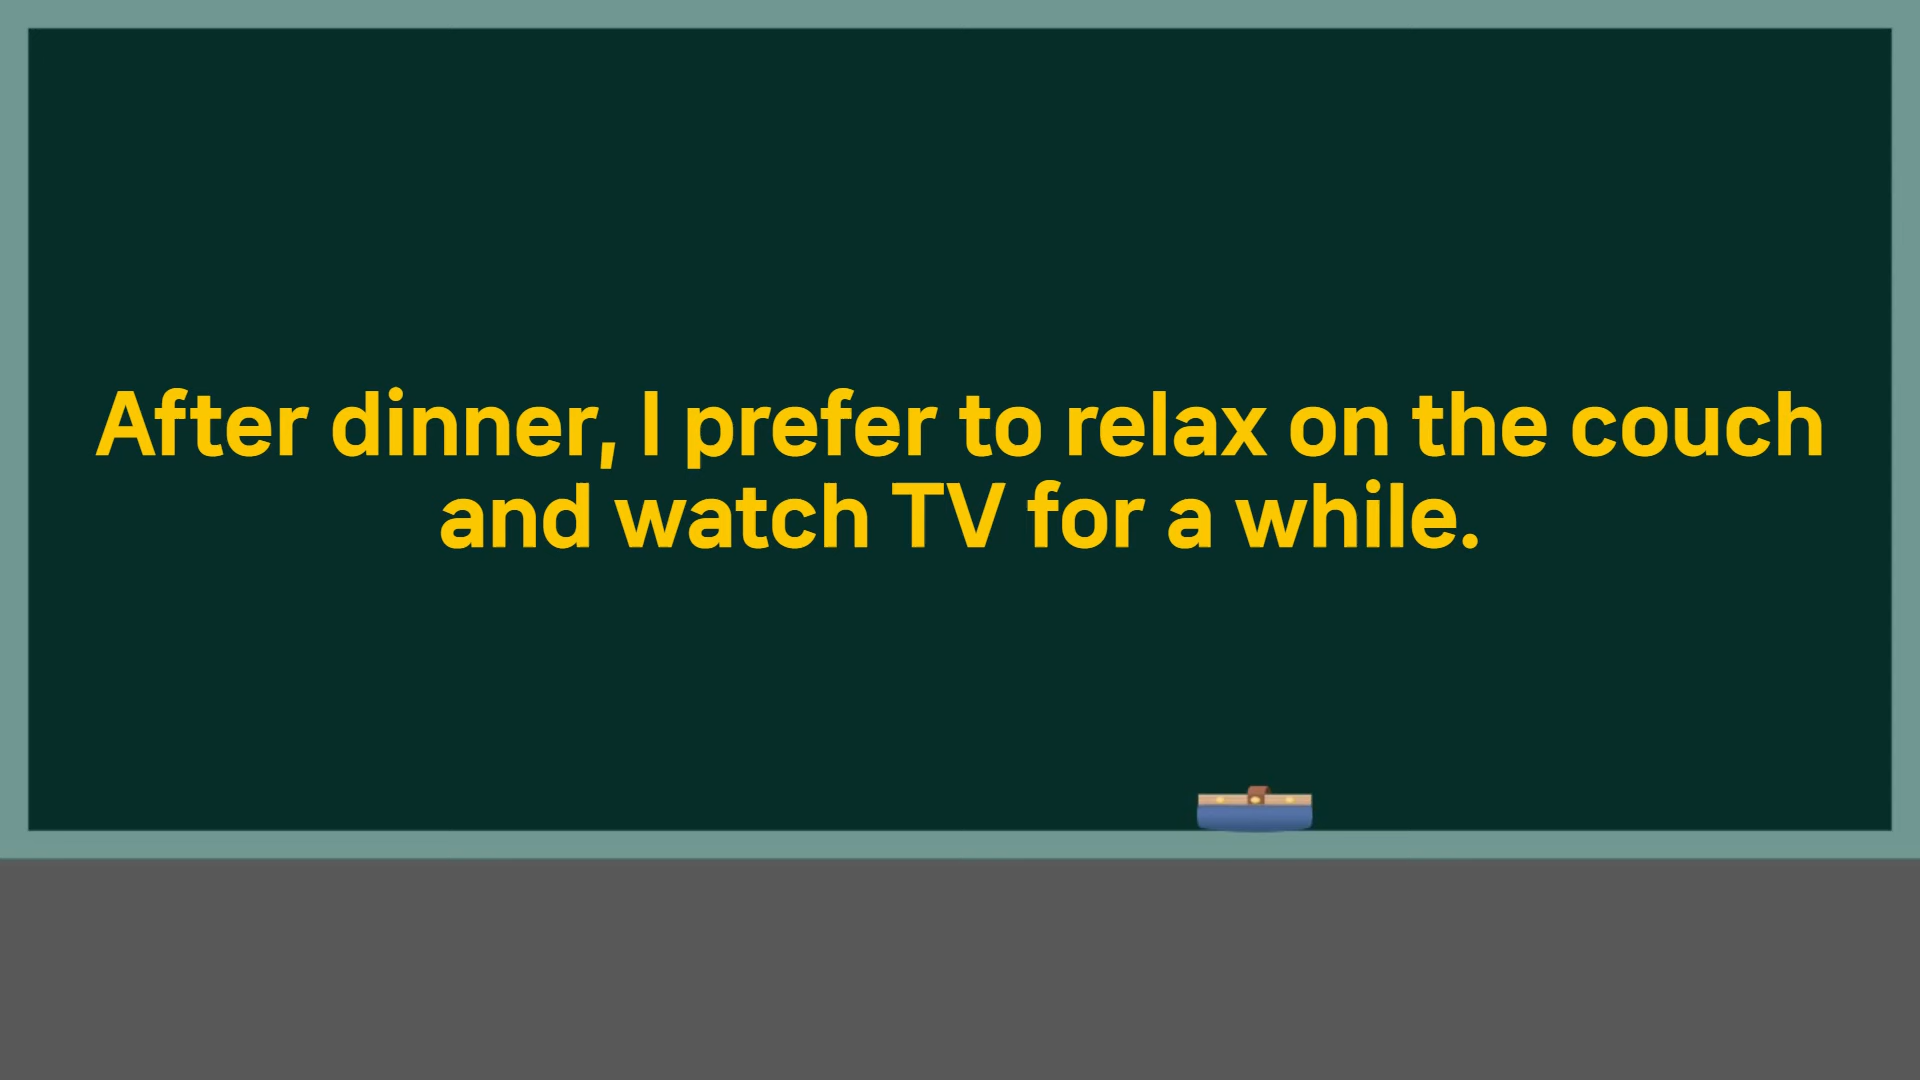 After dinner, I prefer to relax on the couch
and watch TV for a while.